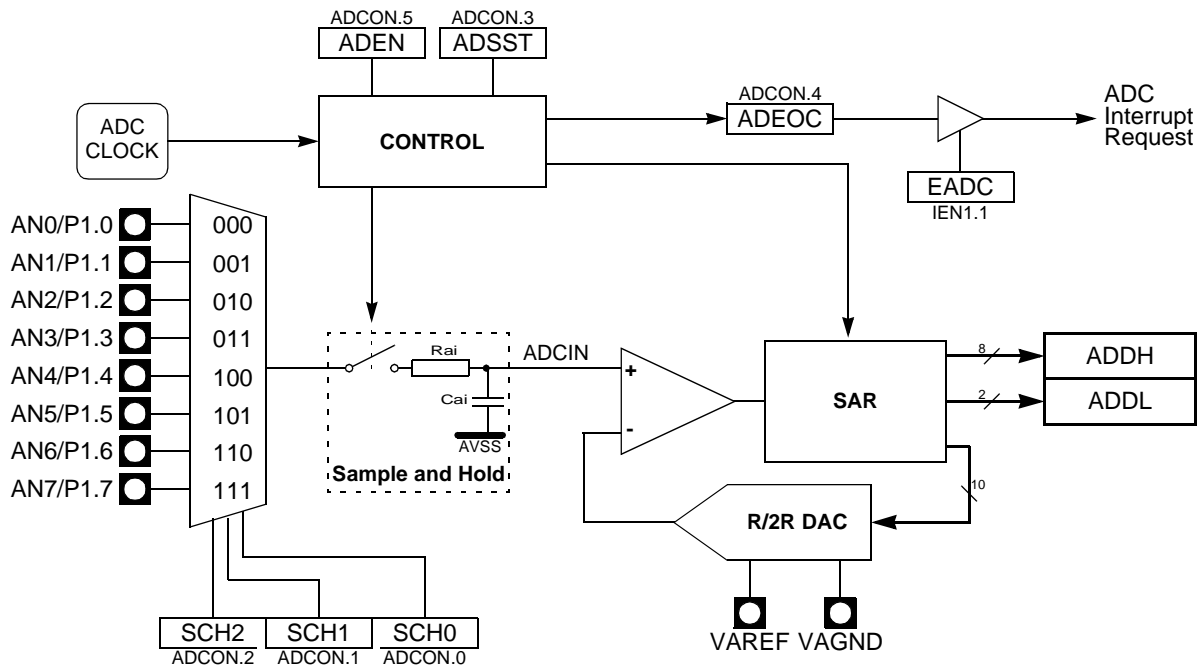 ADCON.5
ADEN
ADCON.3
ADSST
ADC
CLOCK
CONTROL
ADCON.4
ADEOC
ADC
Interrupt
Request
EADC
IEN1.1
AN0/P1.0
000
AN1/P1.1
001
AN2/P1.2
010
AN3/P1.3
011
AN4/P1.4
100
AN5/P1.5
101
AN6/P1.6
110
AN7/P1.7
111
Rai
Cai
AVSS
Sample and Hold
ADCIN
+
-
SAR
8
ADDH
2
ADDL
10
R/2R DAC
VAREF
VAGND
SCH2
SCH1
SCH0
ADCON.2
ADCON.1
ADCON.0